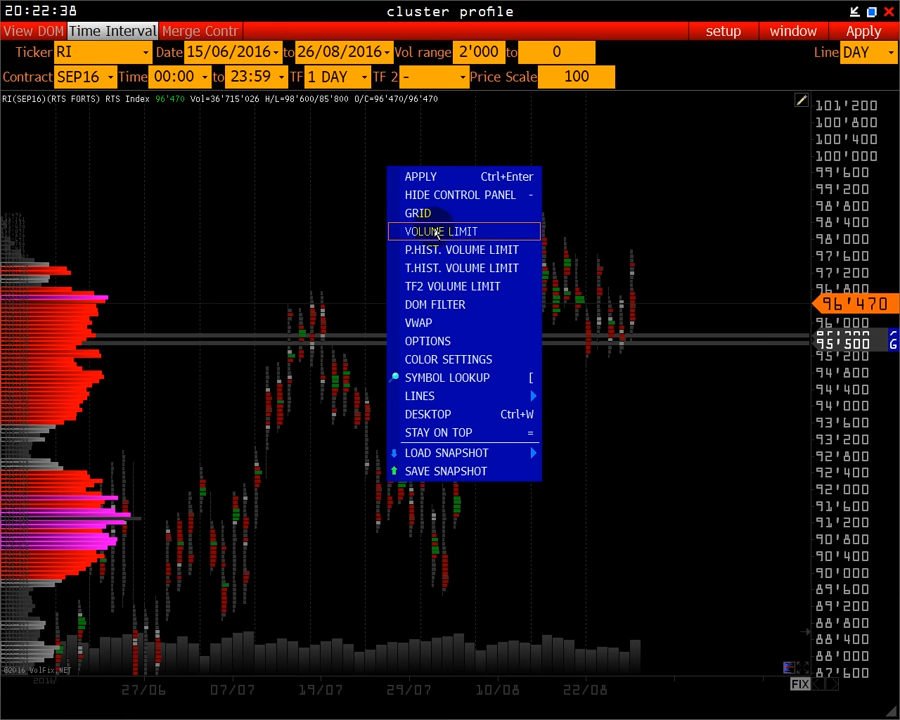 20:22:38 cluster profile
View DOM Time Interval Merge Contr setup window Apply
Ticker RI Date 15/06/2016 to 26/08/2016 Vol range 2'000 to 0 Line DAY
Contract SEP16 Time 00:00 to 23:59 TF 1 DAY TF 2 - Price Scale 100
RI(SEP16)(RTS FORTS) RTS Index 96'470 Vol=36'715'026 H/L=98'600/85'800 O/C=96'470/96'470
APPLY Ctrl+Enter
HIDE CONTROL PANEL -
GRID
VOLUME LIMIT
P.HIST. VOLUME LIMIT
T.HIST. VOLUME LIMIT
TF2 VOLUME LIMIT
DOM FILTER
VWAP
OPTIONS
COLOR SETTINGS
SYMBOL LOOKUP [
LINES
DESKTOP Ctrl+W
STAY ON TOP =
LOAD SNAPSHOT
SAVE SNAPSHOT
101'200
100'800
100'400
100'000
99'600
99'200
98'800
98'400
98'000
97'600
97'200
96'800
96'470
96'000
95'500
95'200
94'800
94'400
94'000
93'600
93'200
92'800
92'400
92'000
91'600
91'200
90'800
90'400
90'000
89'600
89'200
88'800
88'400
88'000
87'600
©2016 VolFix.NET
2016 27/06 07/07 19/07 29/07 10/08 22/08 FIX